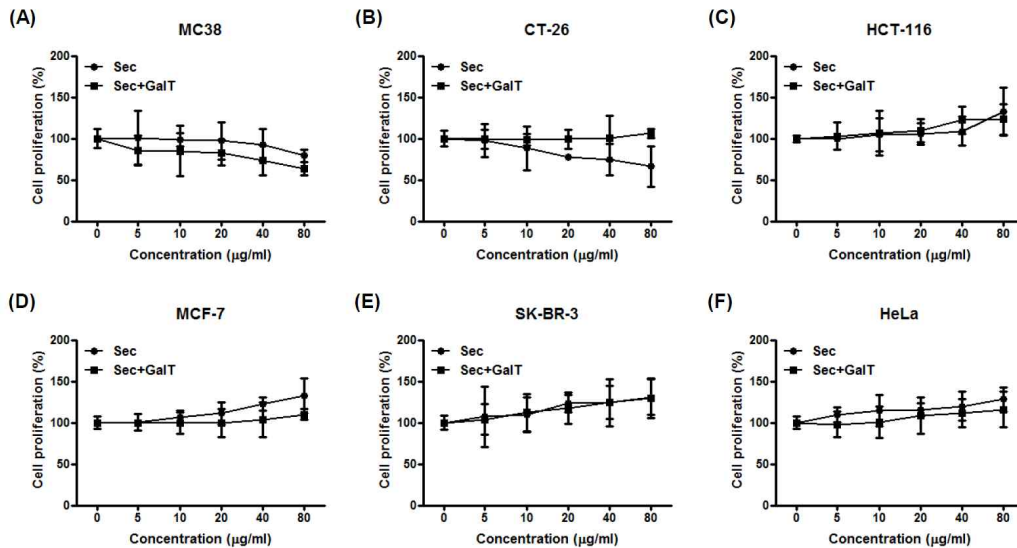 (A)
MC38
Cell proliferation (%)
200
150
100
50
0
Sec
Sec+GalT
0 5 10 20 40 80
Concentration (μg/ml)
(B)
CT-26
Cell proliferation (%)
200
150
100
50
0
Sec
Sec+GalT
0 5 10 20 40 80
Concentration (μg/ml)
(C)
HCT-116
Cell proliferation (%)
200
150
100
50
0
Sec
Sec+GalT
0 5 10 20 40 80
Concentration (μg/ml)
(D)
MCF-7
Cell proliferation (%)
200
150
100
50
0
Sec
Sec+GalT
0 5 10 20 40 80
Concentration (μg/ml)
(E)
SK-BR-3
Cell proliferation (%)
200
150
100
50
0
Sec
Sec+GalT
0 5 10 20 40 80
Concentration (μg/ml)
(F)
HeLa
Cell proliferation (%)
200
150
100
50
0
Sec
Sec+GalT
0 5 10 20 40 80
Concentration (μg/ml)